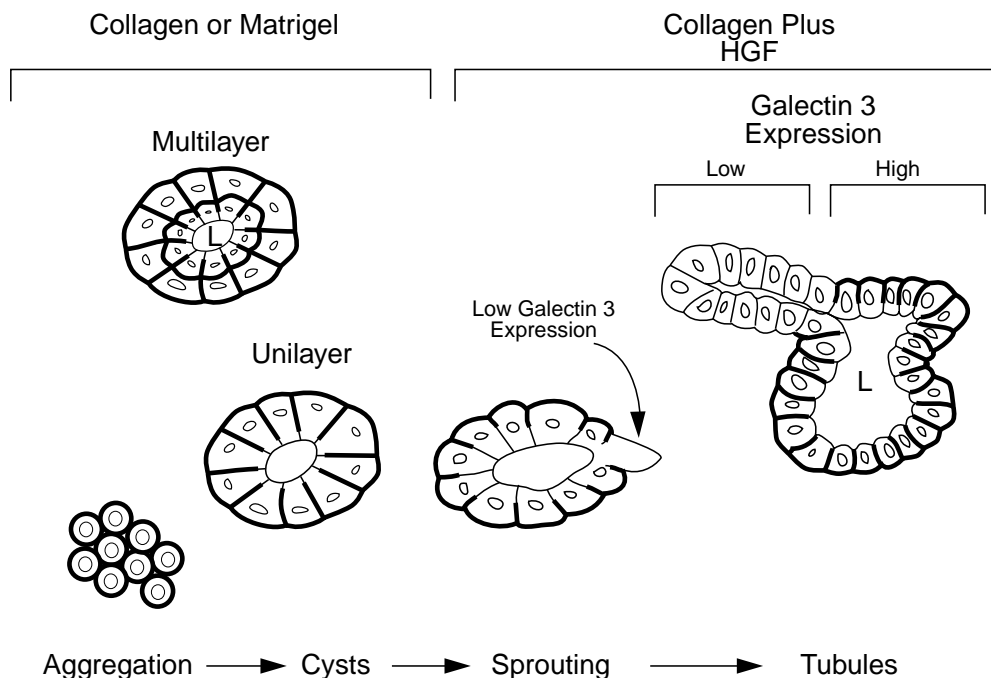 Collagen or Matrigel
Collagen Plus
HGF
Galectin 3
Expression
Low
High
Multilayer
L
Low Galectin 3
Expression
Unilayer
L
Aggregation Cysts Sprouting Tubules